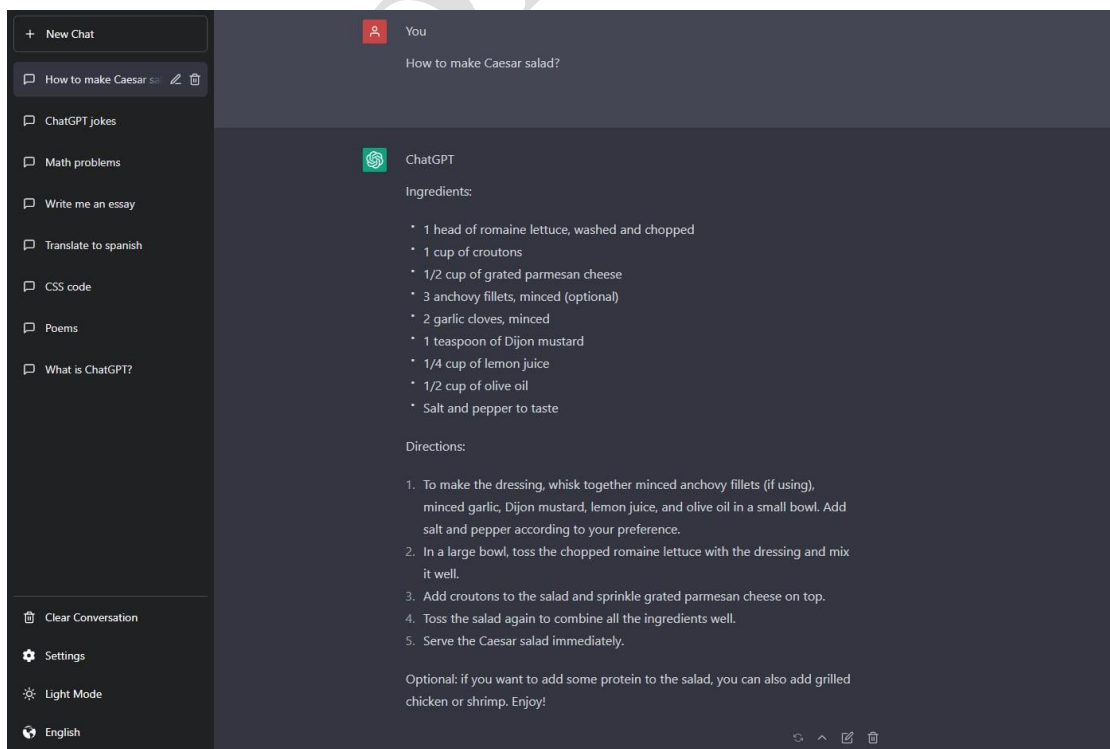 + New Chat
How to make Caesar sa
ChatGPT jokes
Math problems
Write me an essay
Translate to spanish
CSS code
Poems
What is ChatGPT?
Clear Conversation
Settings
Light Mode
English
You
How to make Caesar salad?
ChatGPT
Ingredients:
• 1 head of romaine lettuce, washed and chopped
• 1 cup of croutons
• 1/2 cup of grated parmesan cheese
• 3 anchovy fillets, minced (optional)
• 2 garlic cloves, minced
• 1 teaspoon of Dijon mustard
• 1/4 cup of lemon juice
• 1/2 cup of olive oil
• Salt and pepper to taste
Directions:
1. To make the dressing, whisk together minced anchovy fillets (if using),
minced garlic, Dijon mustard, lemon juice, and olive oil in a small bowl. Add
salt and pepper according to your preference.
2. In a large bowl, toss the chopped romaine lettuce with the dressing and mix
it well.
3. Add croutons to the salad and sprinkle grated parmesan cheese on top.
4. Toss the salad again to combine all the ingredients well.
5. Serve the Caesar salad immediately.
Optional: if you want to add some protein to the salad, you can also add grilled
chicken or shrimp. Enjoy!